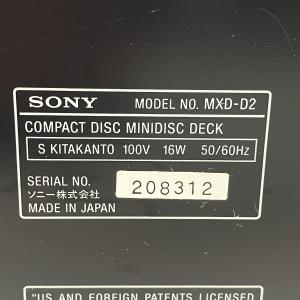 SONY MODEL NO. MXD-D2
COMPACT DISC MINIDISC DECK
S KITAKANTO 100V 16W 50/60Hz
SERIAL NO. 208312
ソニー株式会社
MADE IN JAPAN
"US AND FOREIGN PATENTS LICENSED